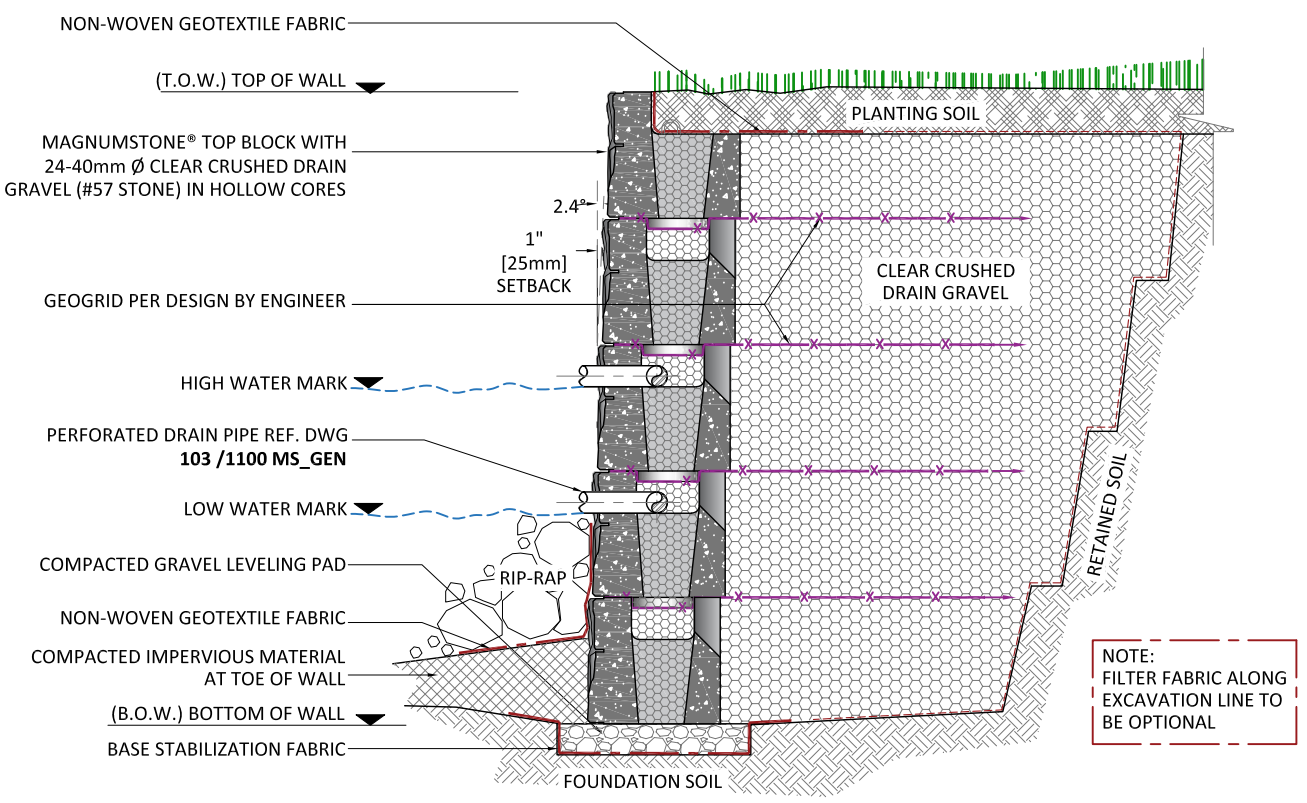 NON-WOVEN GEOTEXTILE FABRIC
(T.O.W.) TOP OF WALL
PLANTING SOIL
MAGNUMSTONE® TOP BLOCK WITH
24-40mm Ø CLEAR CRUSHED DRAIN
GRAVEL (#57 STONE) IN HOLLOW CORES
2.4°
1"
[25mm]
SETBACK
CLEAR CRUSHED
DRAIN GRAVEL
GEOGRID PER DESIGN BY ENGINEER
HIGH WATER MARK
PERFORATED DRAIN PIPE REF. DWG
103 /1100 MS_GEN
LOW WATER MARK
RETAINED SOIL
COMPACTED GRAVEL LEVELING PAD
RIP-RAP
NON-WOVEN GEOTEXTILE FABRIC
COMPACTED IMPERVIOUS MATERIAL
AT TOE OF WALL
(B.O.W.) BOTTOM OF WALL
BASE STABILIZATION FABRIC
FOUNDATION SOIL
NOTE:
FILTER FABRIC ALONG
EXCAVATION LINE TO
BE OPTIONAL